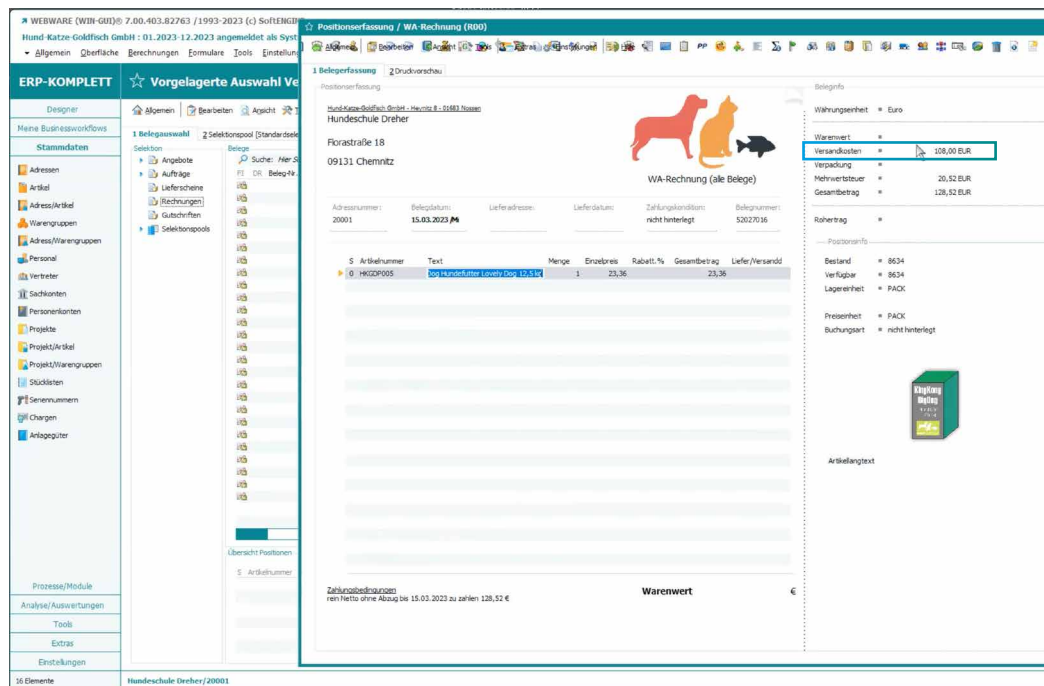 WEBWARE (WIN-GUI)® 7.00.403.82763 /1993-2023 (c) SoftENGIN
Hund-Katze-Goldfisch GmbH : 01.2023-12.2023 angemeldet als Syst
Allgemein Oberfläche Berechnungen Formulare Tools Einstellung
ERP-KOMPLETT
Vorgelagerte Auswahl Ve
Designer
Meine Businessworkflows
Stammdaten
Adressen
Artikel
Adress/Artikel
Warengruppen
Adress/Warengruppen
Personal
Vertreter
Sachkonten
Personenkonten
Projekte
Projekt/Artikel
Projekt/Warengruppen
Stücklisten
Seriennummern
Chargen
Anlagegüter
Prozesse/Module
Analyse/Auswertungen
Tools
Extras
Einstellungen
16 Elemente
Hundeschule Dreher/20001
Allgemein Bearbeiten Ansicht
1 Belegauswahl 2 Selektionspool [Standardsele
Selektion
Angebote
Aufträge
Lieferscheine
Rechnungen
Gutschriften
Selektionspools
Belege
Suche: Hier S
PI DR Beleg-Nr.
Übersicht Positionen
S Artikelnummer
Positionserfassung / WA-Rechnung (R00)
Allgemein Bearbeiten Ansicht Tools Extras Einstellungen
1 Belegerfassung 2 Druckvorschau
Positionserfassung
Hund-Katze-Goldfisch GmbH - Heynitz 8 - 01683 Nossen
Hundeschule Dreher
Florastraße 18
09131 Chemnitz
WA-Rechnung (alle Belege)
Adressnummer: Belegdatum: Lieferadresse: Lieferdatum: Zahlungskondition: Belegnummer:
20001 15.03.2023 /Mi nicht hinterlegt 52027016
S Artikelnummer Text Menge Einzelpreis Rabatt.% Gesamtbetrag Liefer/Versandd
0 HKGDP005 Dog Hundefutter Lovely Dog 12,5 kg 1 23,36 23,36
Zahlungsbedingungen
rein Netto ohne Abzug bis 15.03.2023 zu zahlen 128,52 €
Warenwert €
Beleginfo
Währungseinheit Euro
Warenwert
Versandkosten 108,00 EUR
Verpackung
Mehrwertsteuer 20,52 EUR
Gesamtbetrag 128,52 EUR
Rohertrag
Positionsinfo
Bestand 8634
Verfügbar 8634
Lagereinheit PACK
Preiseinheit PACK
Buchungsart nicht hinterlegt
KingKong
BigDog
Artikellangtext